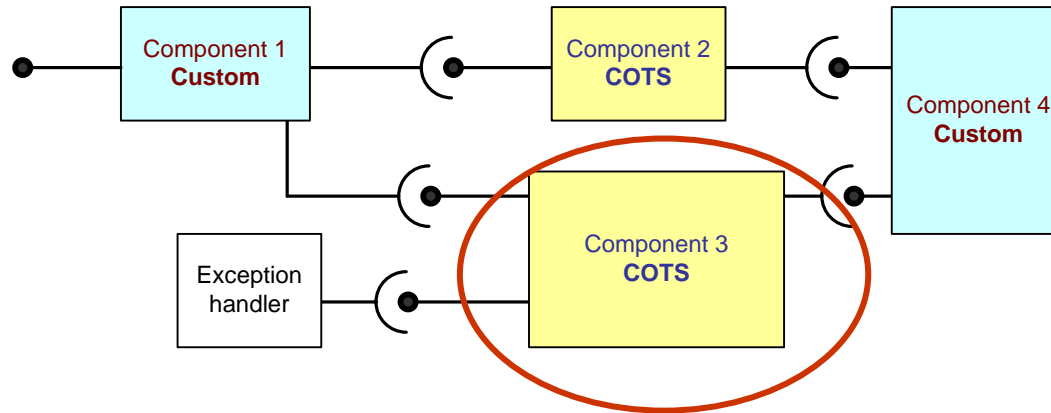 Component 1
Custom
Component 2
COTS
Component 4
Custom
Component 3
COTS
Exception
handler